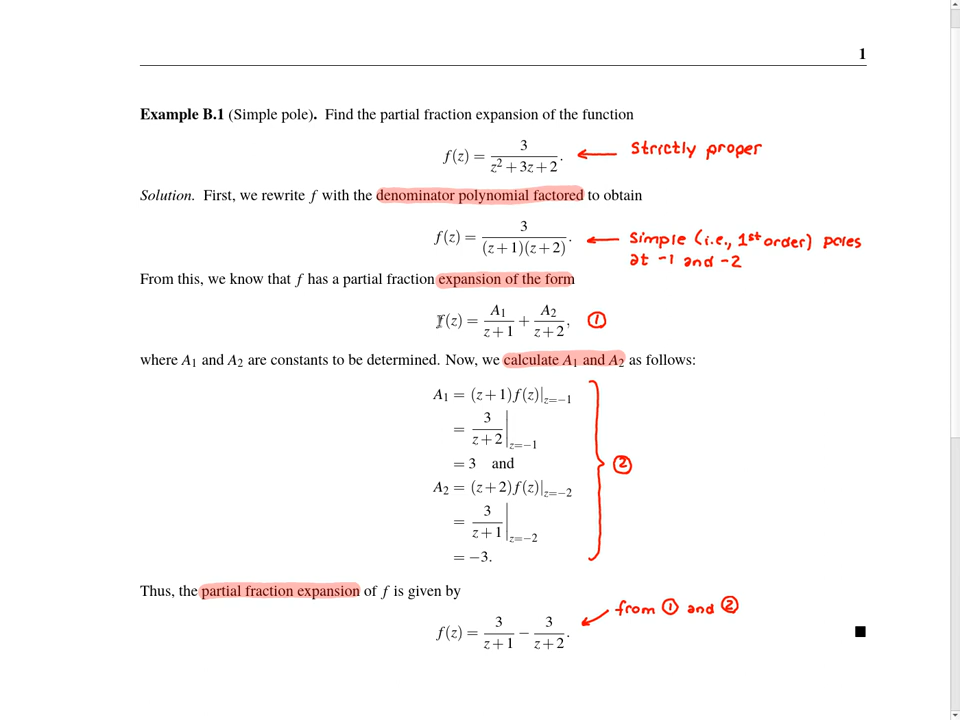 1
Example B.1 (Simple pole). Find the partial fraction expansion of the function
f(z) = 3 / (z² + 3z + 2). ← Strictly proper
Solution. First, we rewrite f with the denominator polynomial factored to obtain
f(z) = 3 / ((z+1)(z+2)). ← simple (i.e., 1st order) poles
at -1 and -2
From this, we know that f has a partial fraction expansion of the form
f(z) = A₁/(z+1) + A₂/(z+2), ①
where A₁ and A₂ are constants to be determined. Now, we calculate A₁ and A₂ as follows:
A₁ = (z+1)f(z)|z=−1
= 3/(z+2)|z=−1
= 3 and
②
A₂ = (z+2)f(z)|z=−2
= 3/(z+1)|z=−2
= −3.
Thus, the partial fraction expansion of f is given by
from ① and ②
f(z) = 3/(z+1) − 3/(z+2). ■